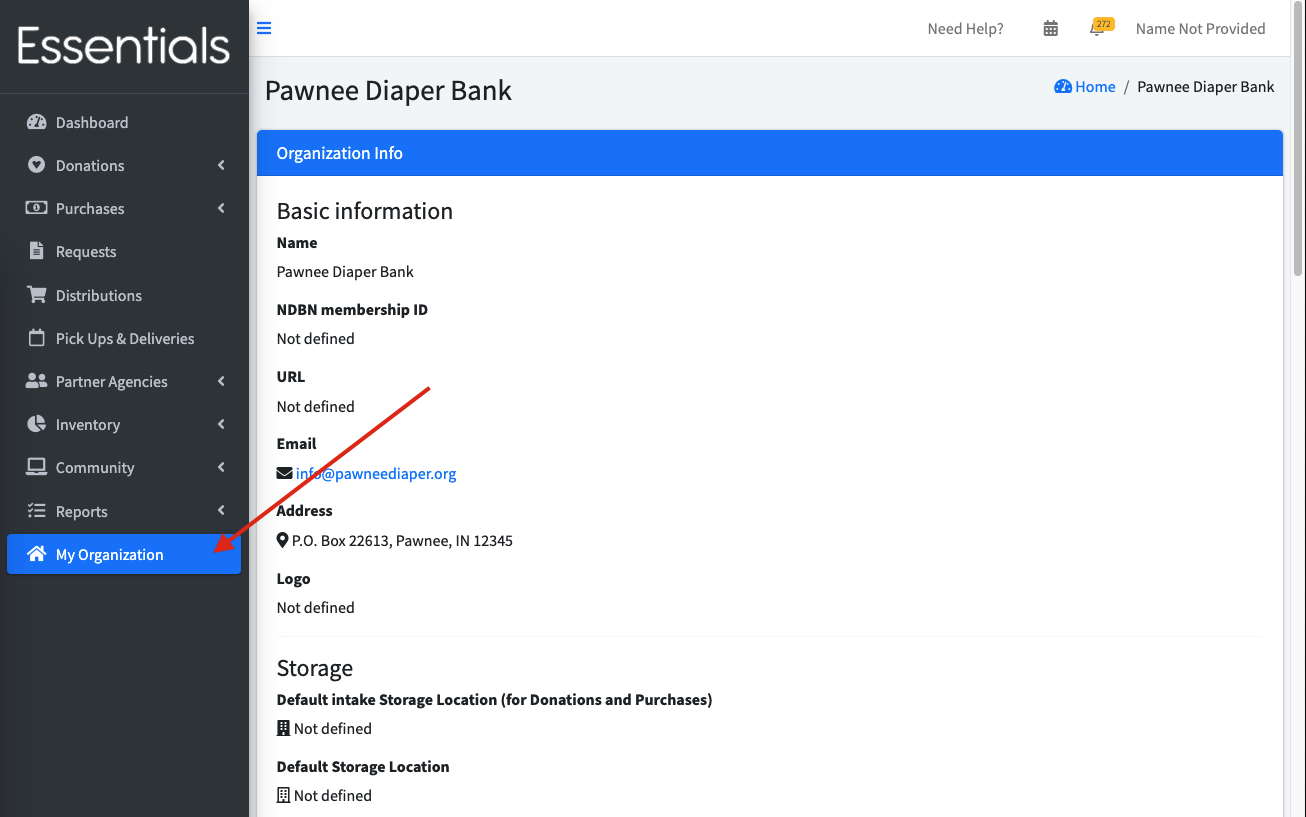 Essentials
Need Help?
272
Name Not Provided
Dashboard
Donations
Purchases
Requests
Distributions
Pick Ups & Deliveries
Partner Agencies
Inventory
Community
Reports
My Organization
Pawnee Diaper Bank
Home / Pawnee Diaper Bank
Organization Info
Basic information
Name
Pawnee Diaper Bank
NDBN membership ID
Not defined
URL
Not defined
Email
info@pawneediaper.org
Address
P.O. Box 22613, Pawnee, IN 12345
Logo
Not defined
Storage
Default intake Storage Location (for Donations and Purchases)
Not defined
Default Storage Location
Not defined